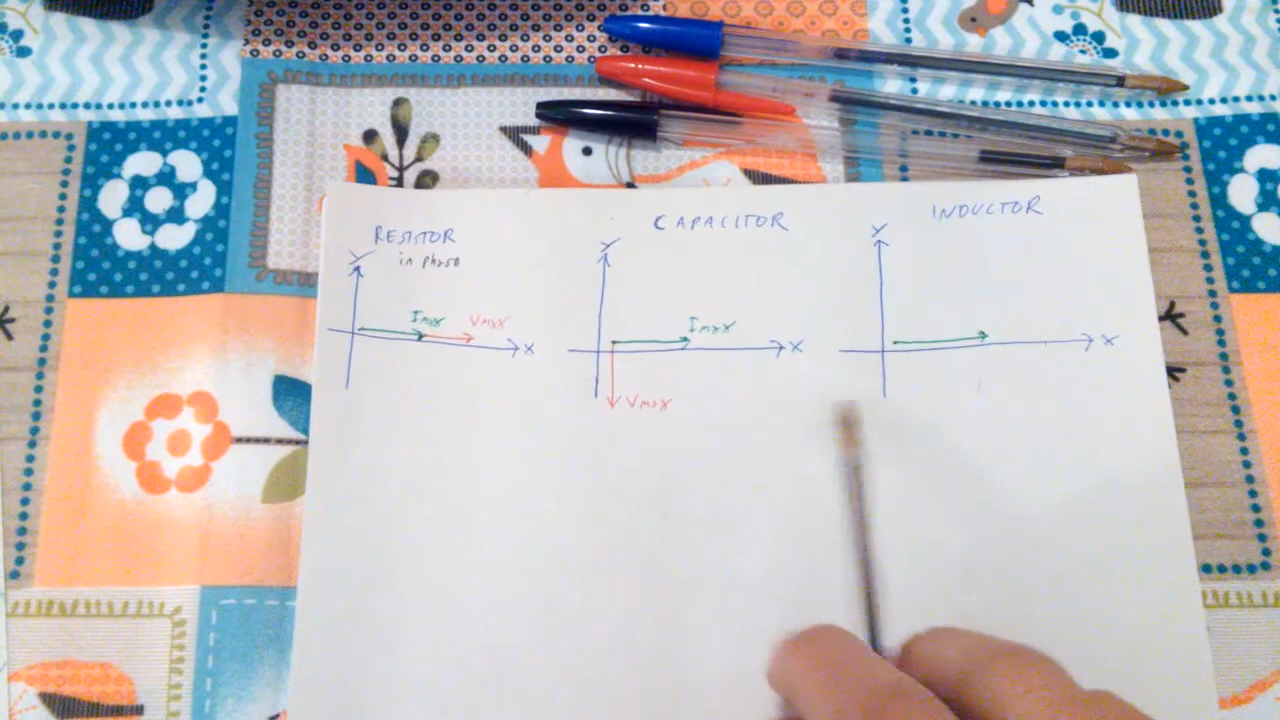 RESISTOR
in phase
Y
Imax
Vmax
X
CAPACITOR
Y
Imax
X
Vmax
INDUCTOR
Y
X